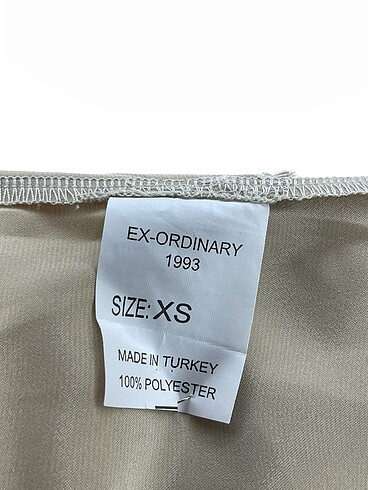 EX-ORDINARY
1993
SIZE: XS
MADE IN TURKEY
100% POLYESTER